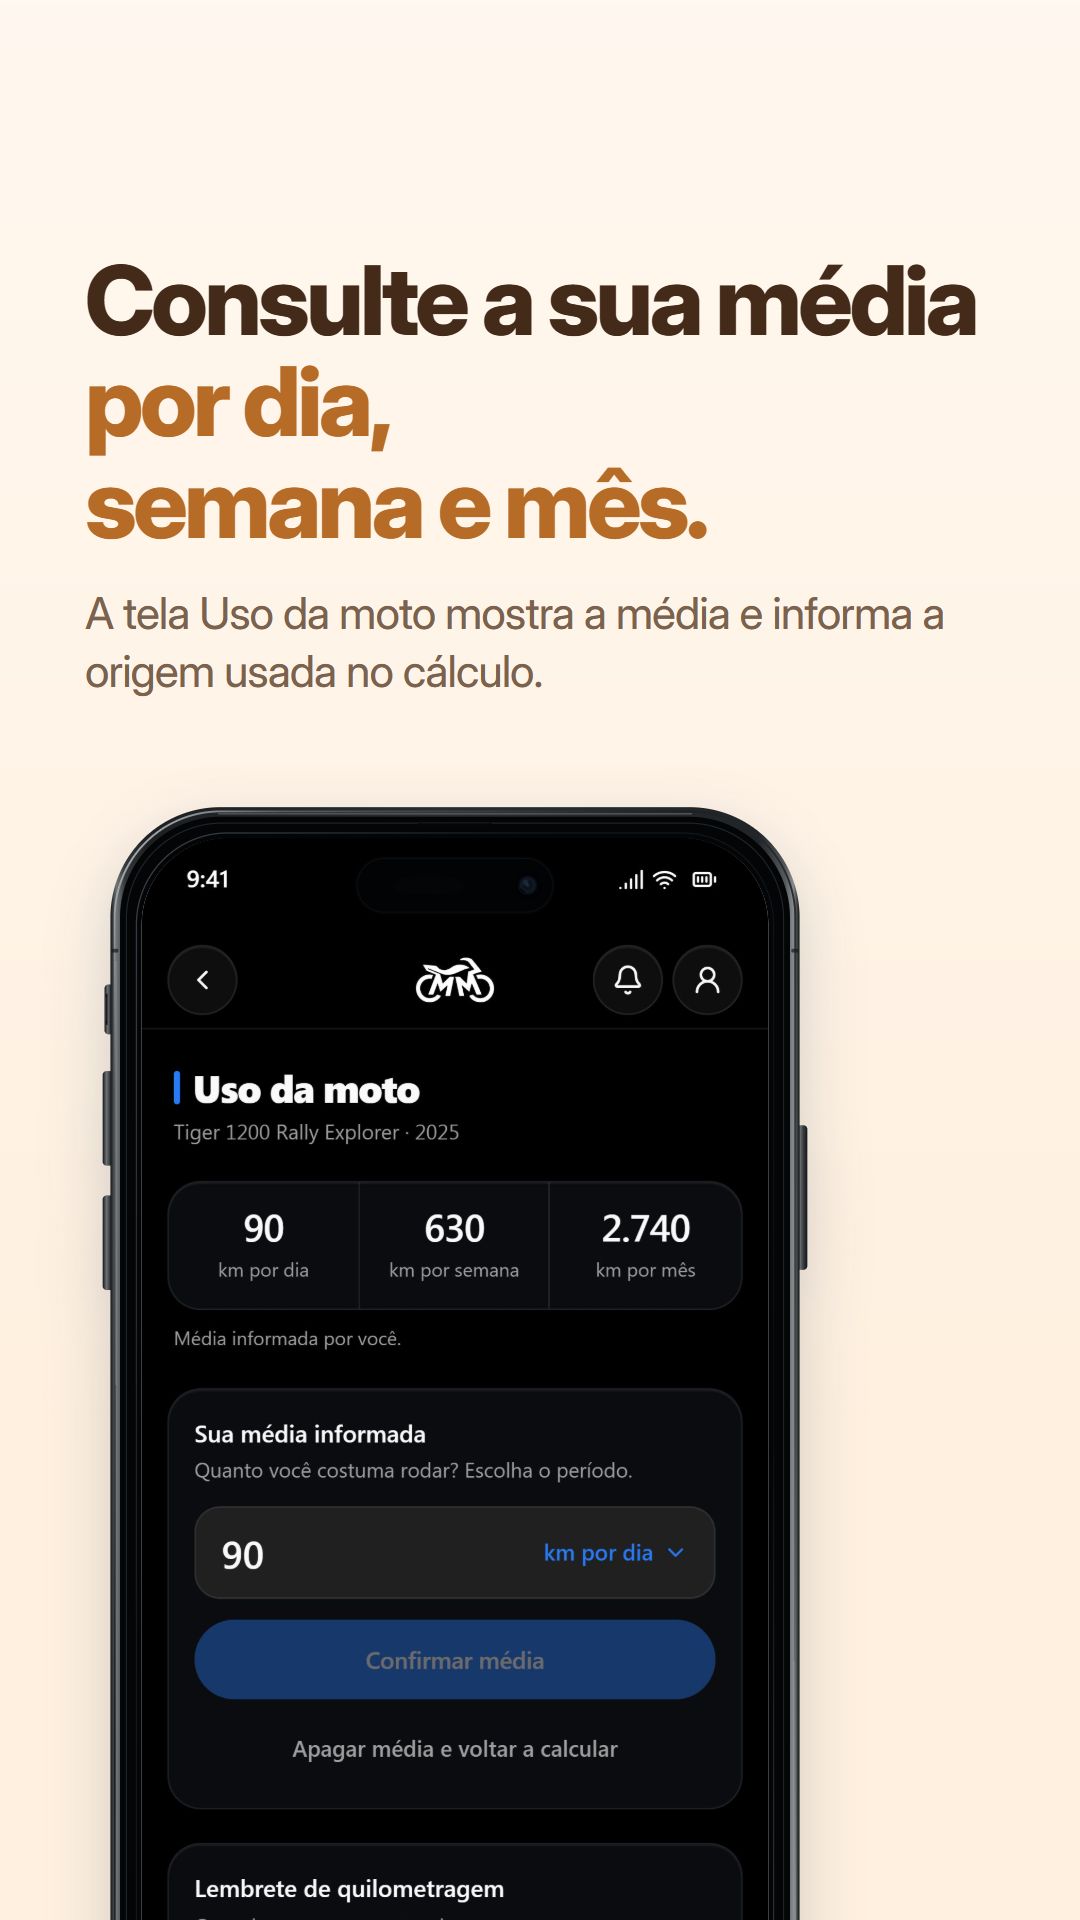 Consulte a sua média
por dia,
semana e mês.
A tela Uso da moto mostra a média e informa a
origem usada no cálculo.
9:41
MM
Uso da moto
Tiger 1200 Rally Explorer · 2025
90 630 2.740
km por dia km por semana km por mês
Média informada por você.
Sua média informada
Quanto você costuma rodar? Escolha o período.
90 km por dia
Confirmar média
Apagar média e voltar a calcular
Lembrete de quilometragem